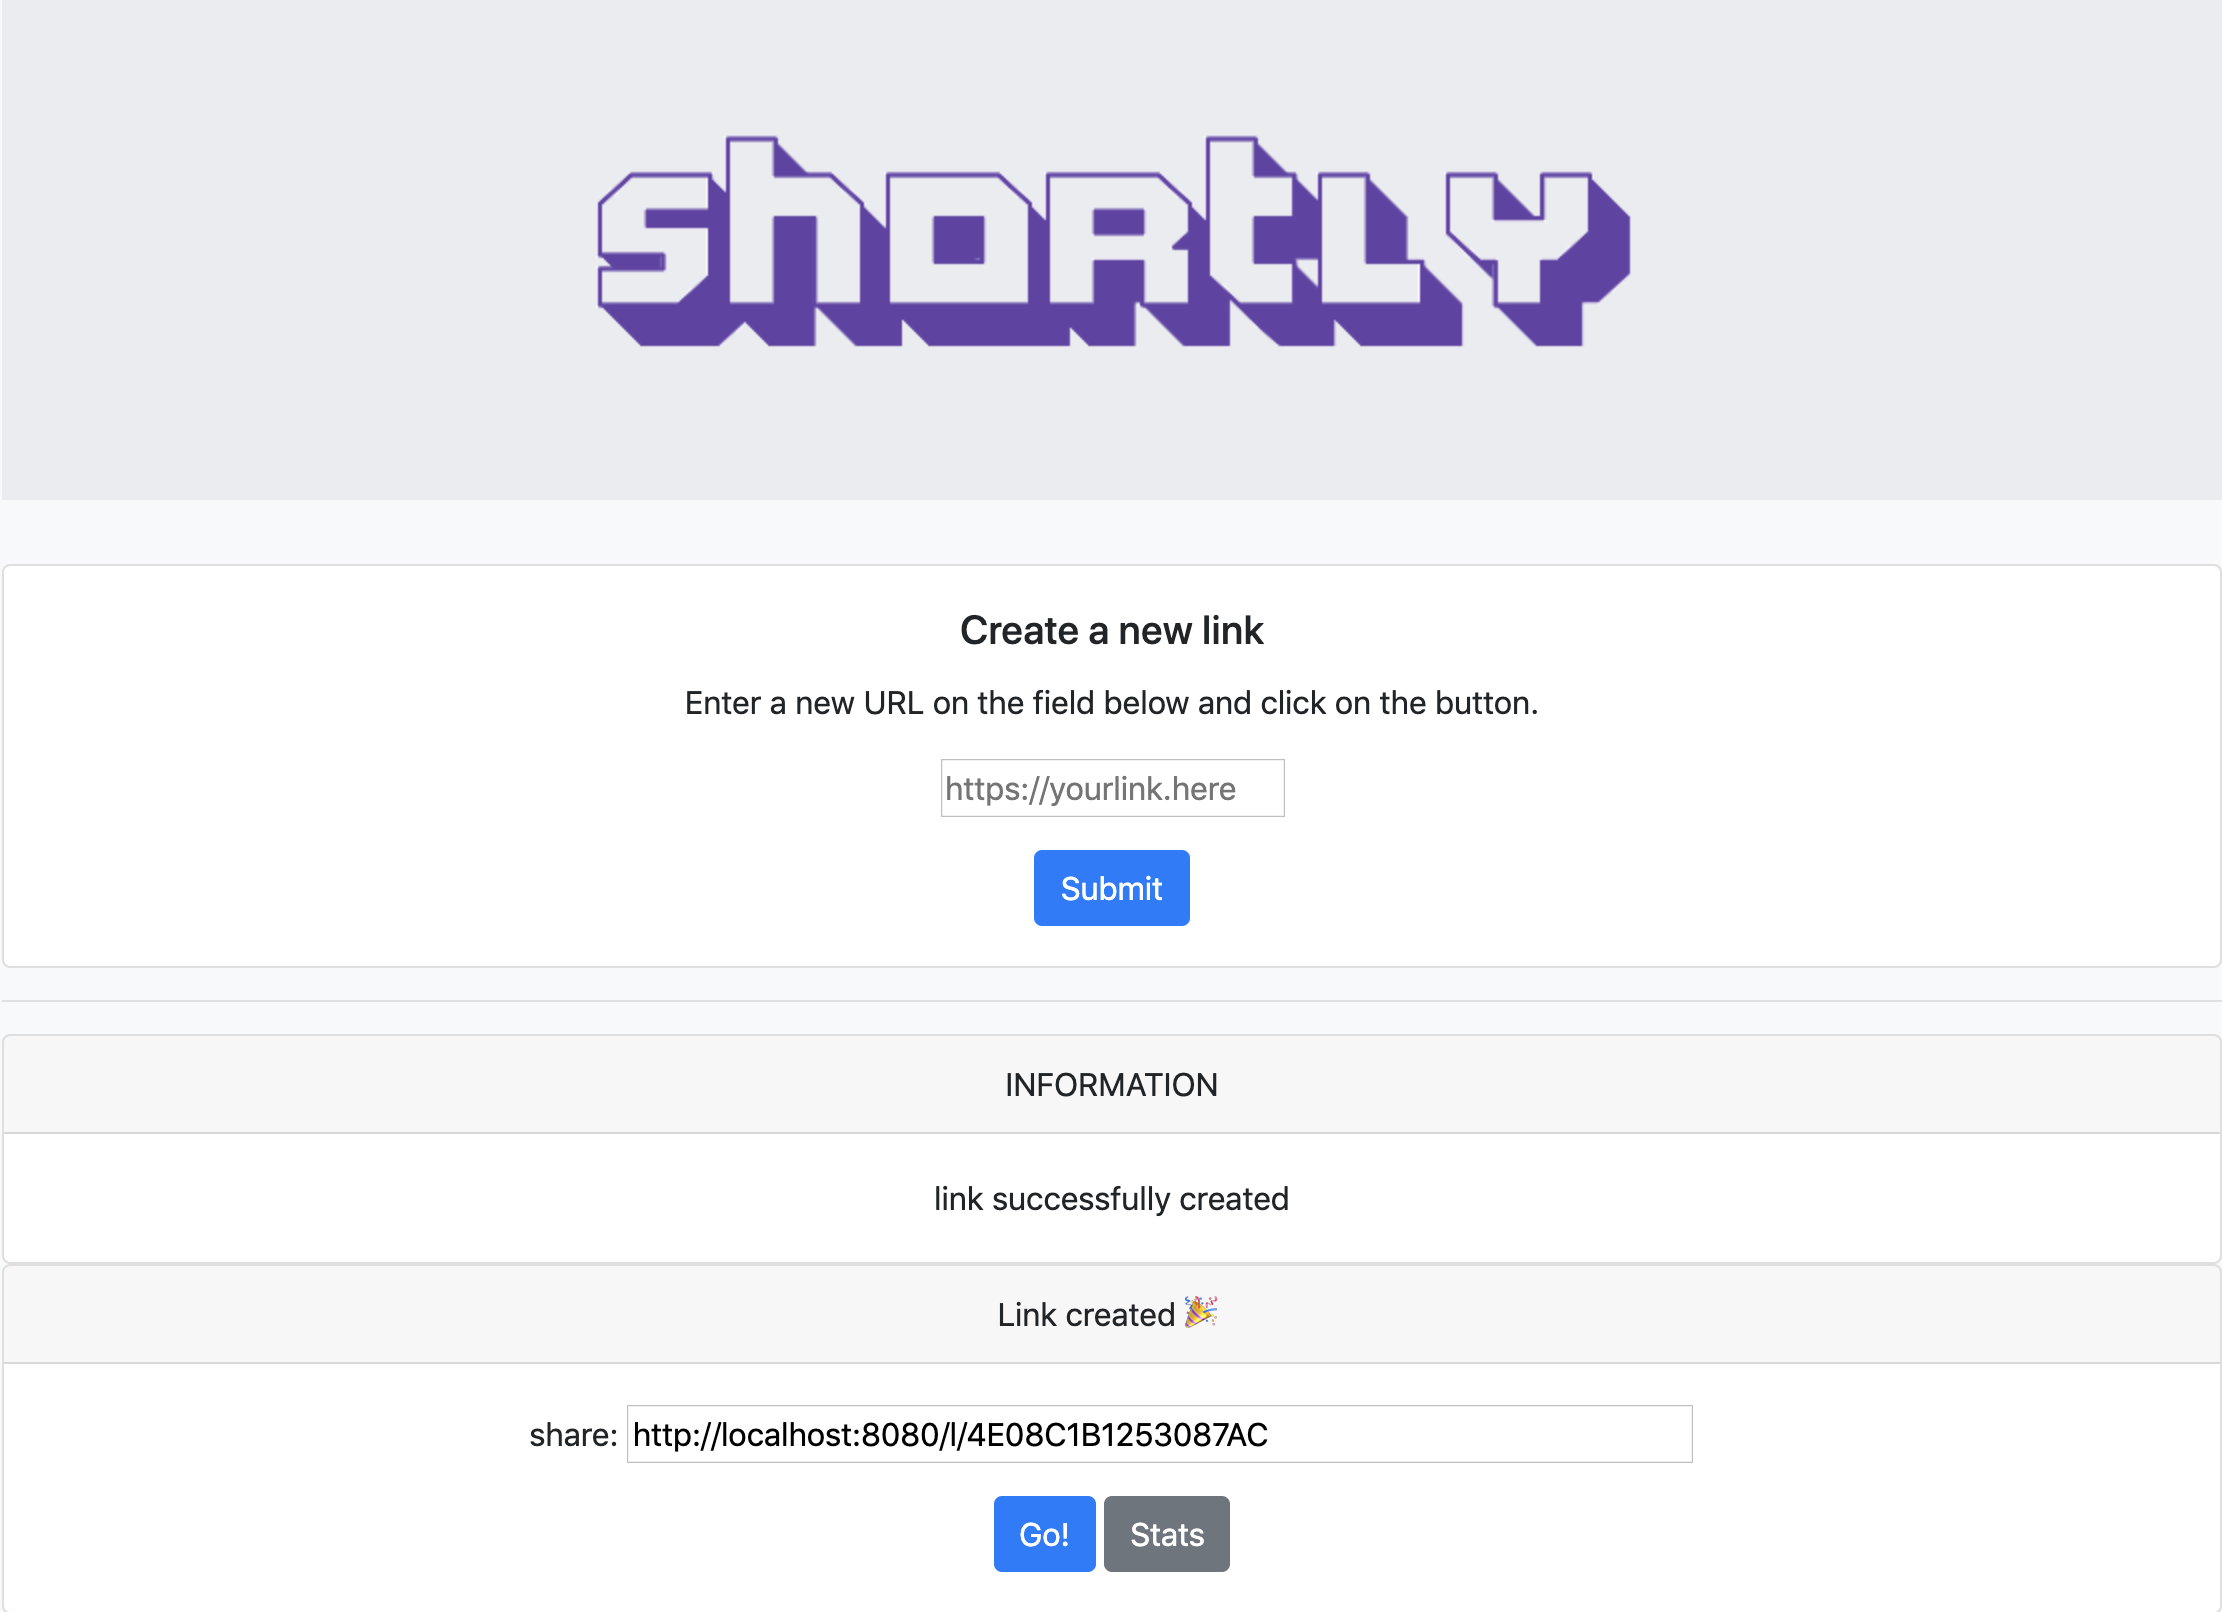 shortly
Create a new link
Enter a new URL on the field below and click on the button.
https://yourlink.here
Submit
INFORMATION
link successfully created
Link created 🎉
share: http://localhost:8080/l/4E08C1B1253087AC
Go! Stats